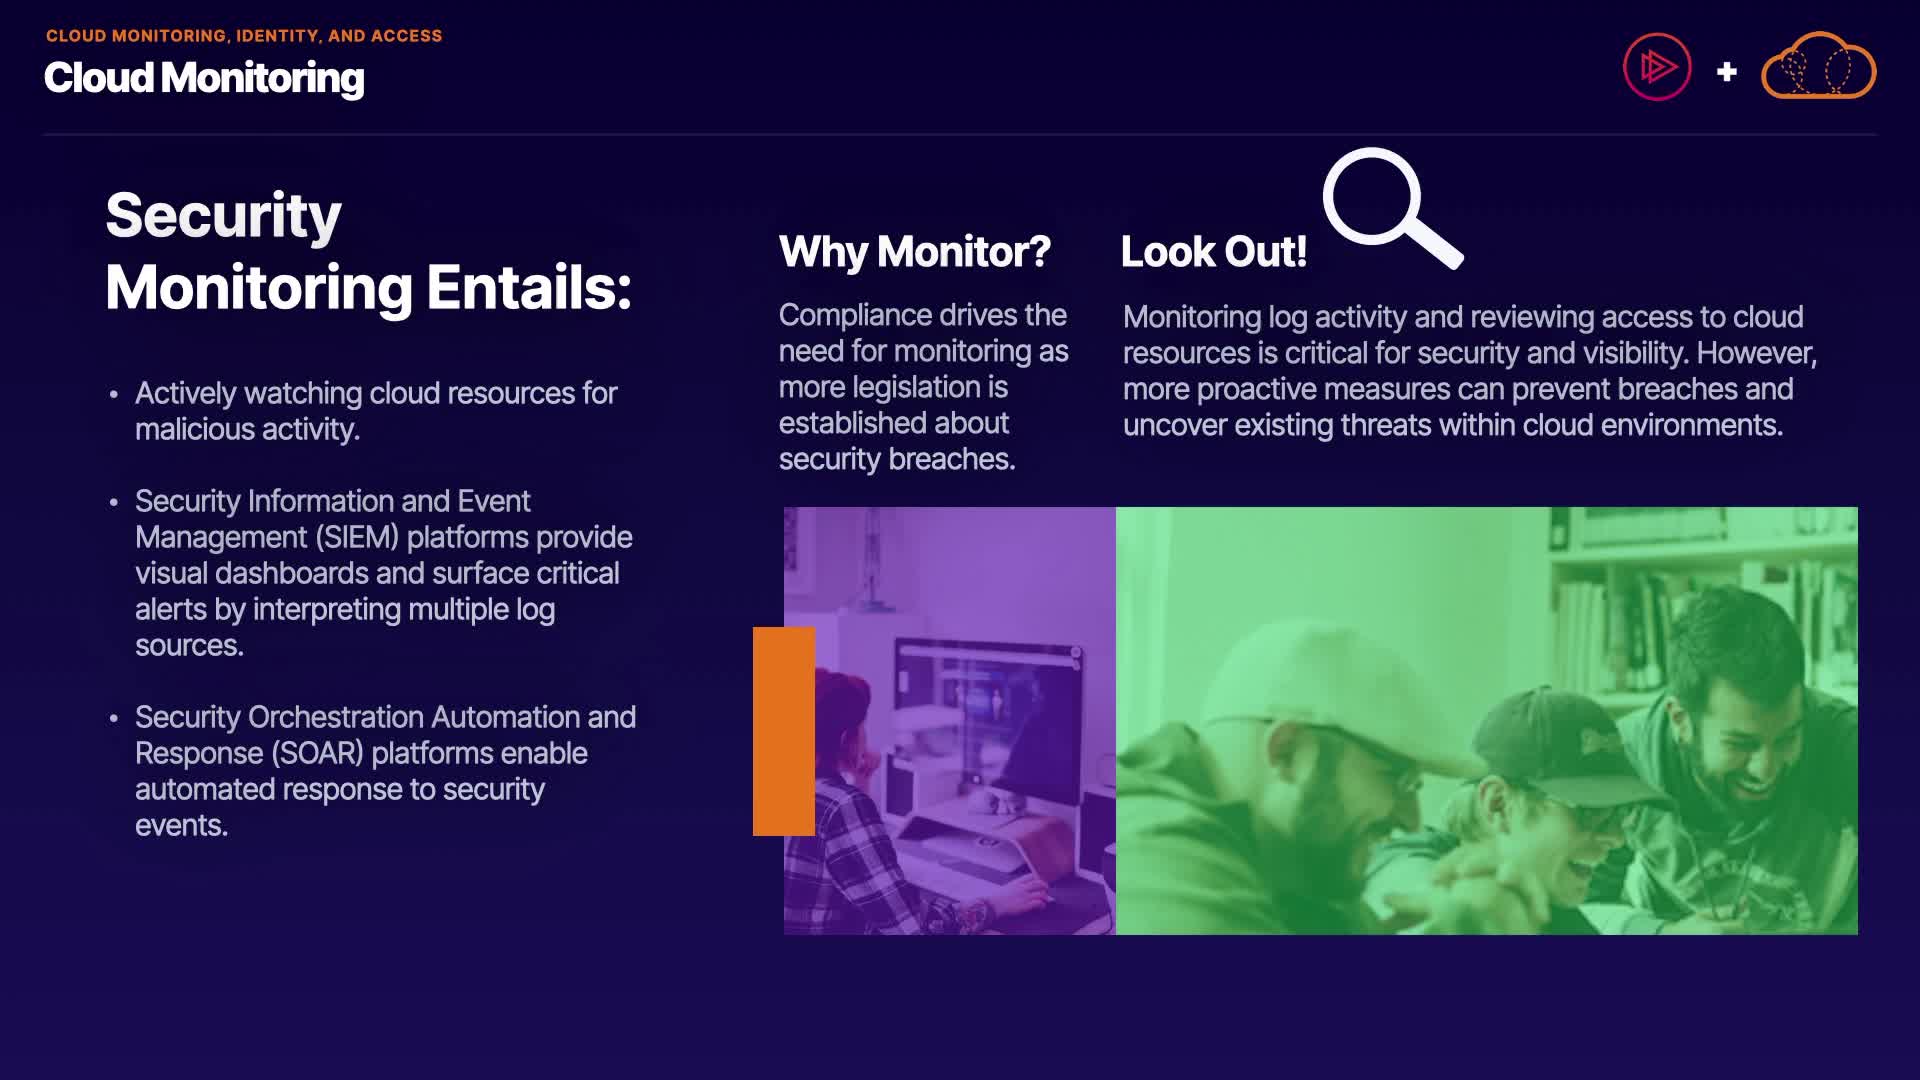 CLOUD MONITORING, IDENTITY, AND ACCESS
Cloud Monitoring
Security
Monitoring Entails:
• Actively watching cloud resources for
malicious activity.
• Security Information and Event
Management (SIEM) platforms provide
visual dashboards and surface critical
alerts by interpreting multiple log
sources.
• Security Orchestration Automation and
Response (SOAR) platforms enable
automated response to security
events.
Why Monitor?
Compliance drives the
need for monitoring as
more legislation is
established about
security breaches.
Look Out!
Monitoring log activity and reviewing access to cloud
resources is critical for security and visibility. However,
more proactive measures can prevent breaches and
uncover existing threats within cloud environments.